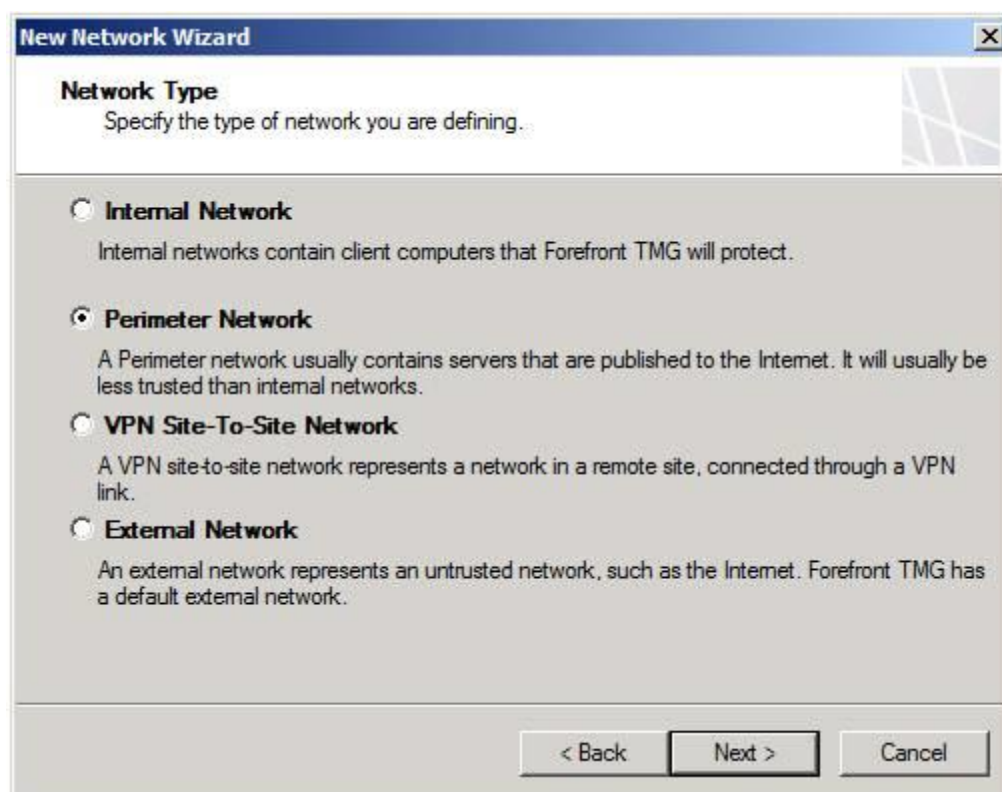 New Network Wizard
Network Type
Specify the type of network you are defining.
Internal Network
Internal networks contain client computers that Forefront TMG will protect.
Perimeter Network
A Perimeter network usually contains servers that are published to the Internet. It will usually be
less trusted than internal networks.
VPN Site-To-Site Network
A VPN site-to-site network represents a network in a remote site, connected through a VPN
link.
External Network
An external network represents an untrusted network, such as the Internet. Forefront TMG has
a default external network.
< Back Next > Cancel